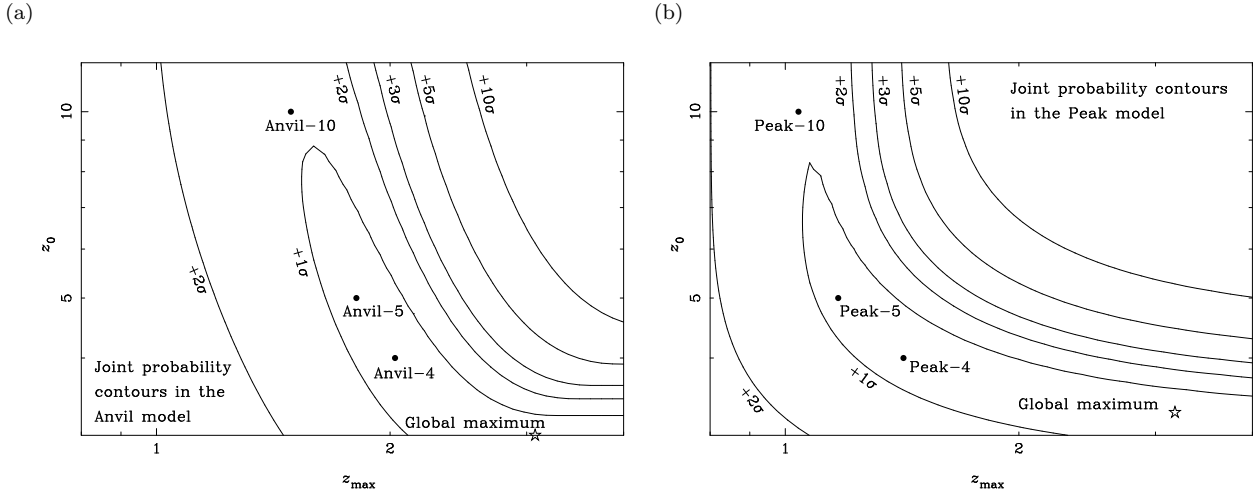 (a)
(b)
+2σ
+3σ
+5σ
+10σ
10
Anvil−10
z₀
+2σ
+1σ
5
Anvil−5
Anvil−4
Joint probability
contours in the
Anvil model
Global maximum
1
2
z_max
+2σ
+3σ
+5σ
+10σ
Joint probability contours
in the Peak model
10
Peak−10
z₀
5
Peak−5
Peak−4
+1σ
+2σ
Global maximum
1
2
z_max